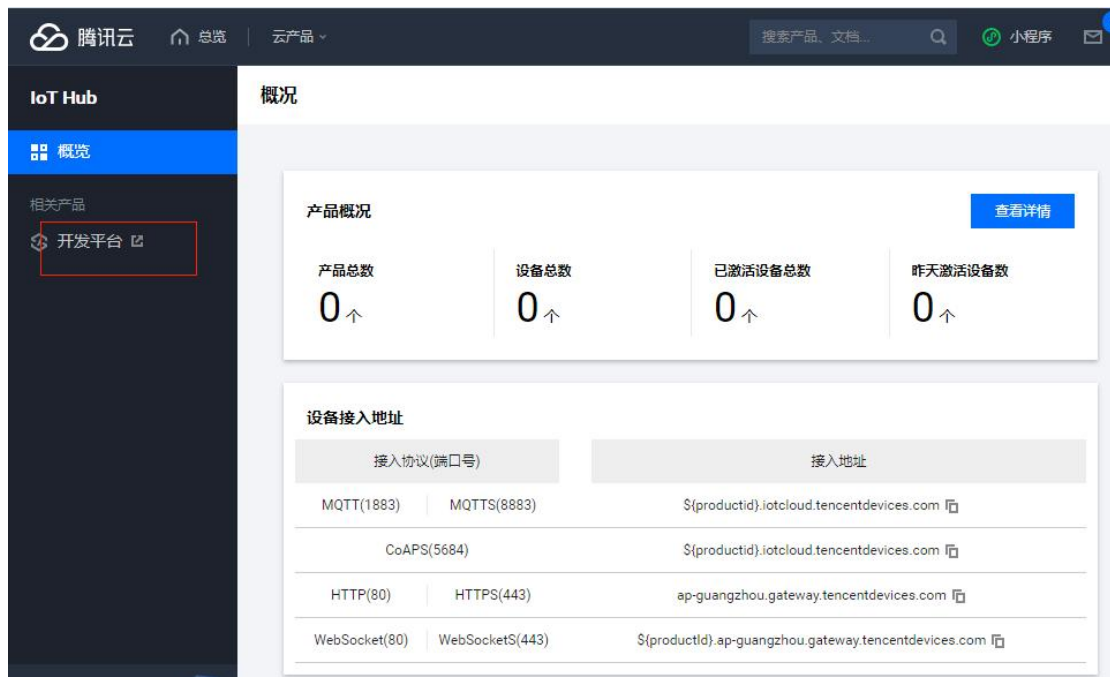 腾讯云 总览 云产品 搜索产品、文档... 小程序
IoT Hub
概览
相关产品
开发平台
概况
产品概况 查看详情
产品总数 设备总数 已激活设备总数 昨天激活设备数
0个 0个 0个 0个
设备接入地址
接入协议(端口号) 接入地址
MQTT(1883) MQTTS(8883) ${productid}.iotcloud.tencentdevices.com
CoAPS(5684) ${productid}.iotcloud.tencentdevices.com
HTTP(80) HTTPS(443) ap-guangzhou.gateway.tencentdevices.com
WebSocket(80) WebSocketS(443) ${productId}.ap-guangzhou.gateway.tencentdevices.com